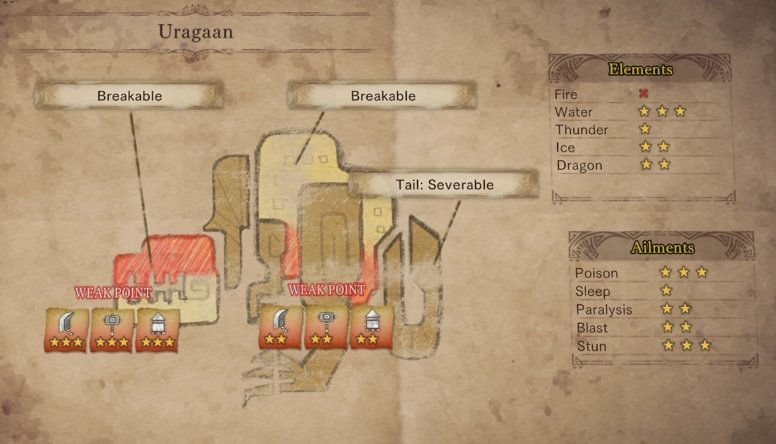 Uragaan
Breakable
Breakable
Tail: Severable
WEAK POINT
WEAK POINT
Elements
Fire
Water
Thunder
Ice
Dragon
Ailments
Poison
Sleep
Paralysis
Blast
Stun